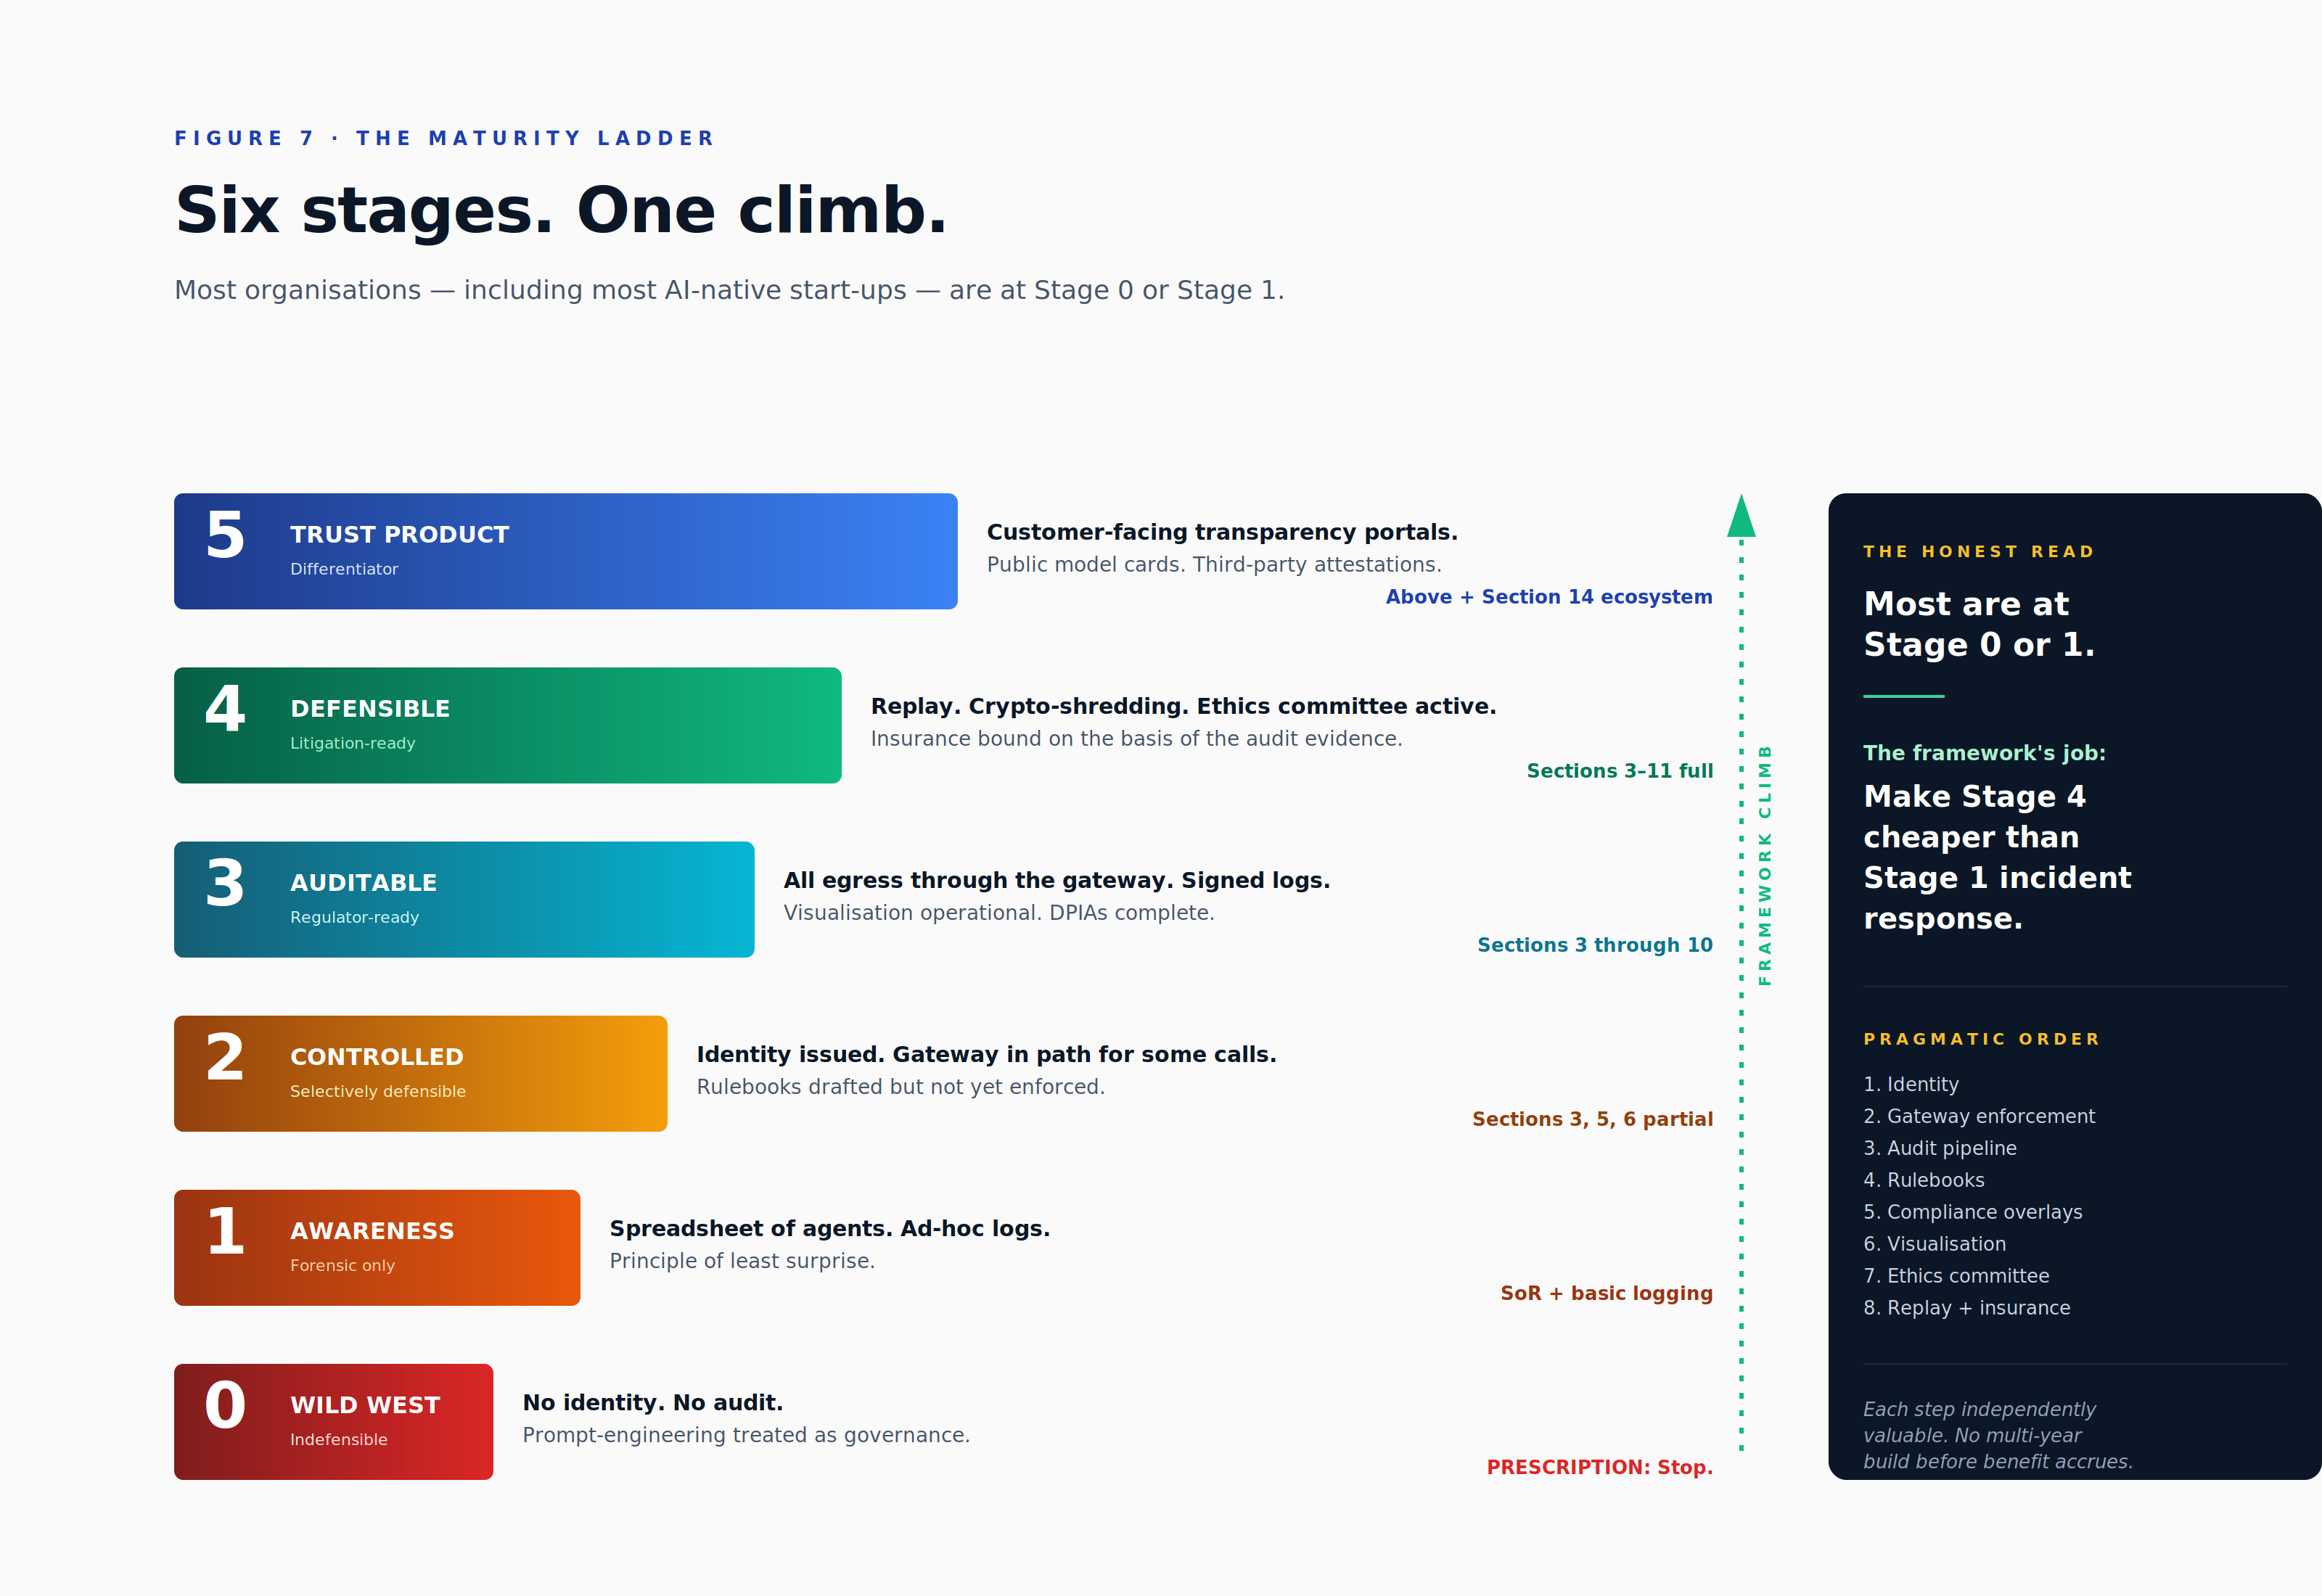 FIGURE 7 · THE MATURITY LADDER
Six stages. One climb.
Most organisations — including most AI-native start-ups — are at Stage 0 or Stage 1.
5
TRUST PRODUCT
Differentiator
Customer-facing transparency portals.
Public model cards. Third-party attestations.
Above + Section 14 ecosystem
4
DEFENSIBLE
Litigation-ready
Replay. Crypto-shredding. Ethics committee active.
Insurance bound on the basis of the audit evidence.
Sections 3–11 full
3
AUDITABLE
Regulator-ready
All egress through the gateway. Signed logs.
Visualisation operational. DPIAs complete.
Sections 3 through 10
2
CONTROLLED
Selectively defensible
Identity issued. Gateway in path for some calls.
Rulebooks drafted but not yet enforced.
Sections 3, 5, 6 partial
1
AWARENESS
Forensic only
Spreadsheet of agents. Ad-hoc logs.
Principle of least surprise.
SoR + basic logging
0
WILD WEST
Indefensible
No identity. No audit.
Prompt-engineering treated as governance.
PRESCRIPTION: Stop.
FRAMEWORK CLIMB
THE HONEST READ
Most are at
Stage 0 or 1.
The framework's job:
Make Stage 4
cheaper than
Stage 1 incident
response.
PRAGMATIC ORDER
1. Identity
2. Gateway enforcement
3. Audit pipeline
4. Rulebooks
5. Compliance overlays
6. Visualisation
7. Ethics committee
8. Replay + insurance
Each step independently
valuable. No multi-year
build before benefit accrues.